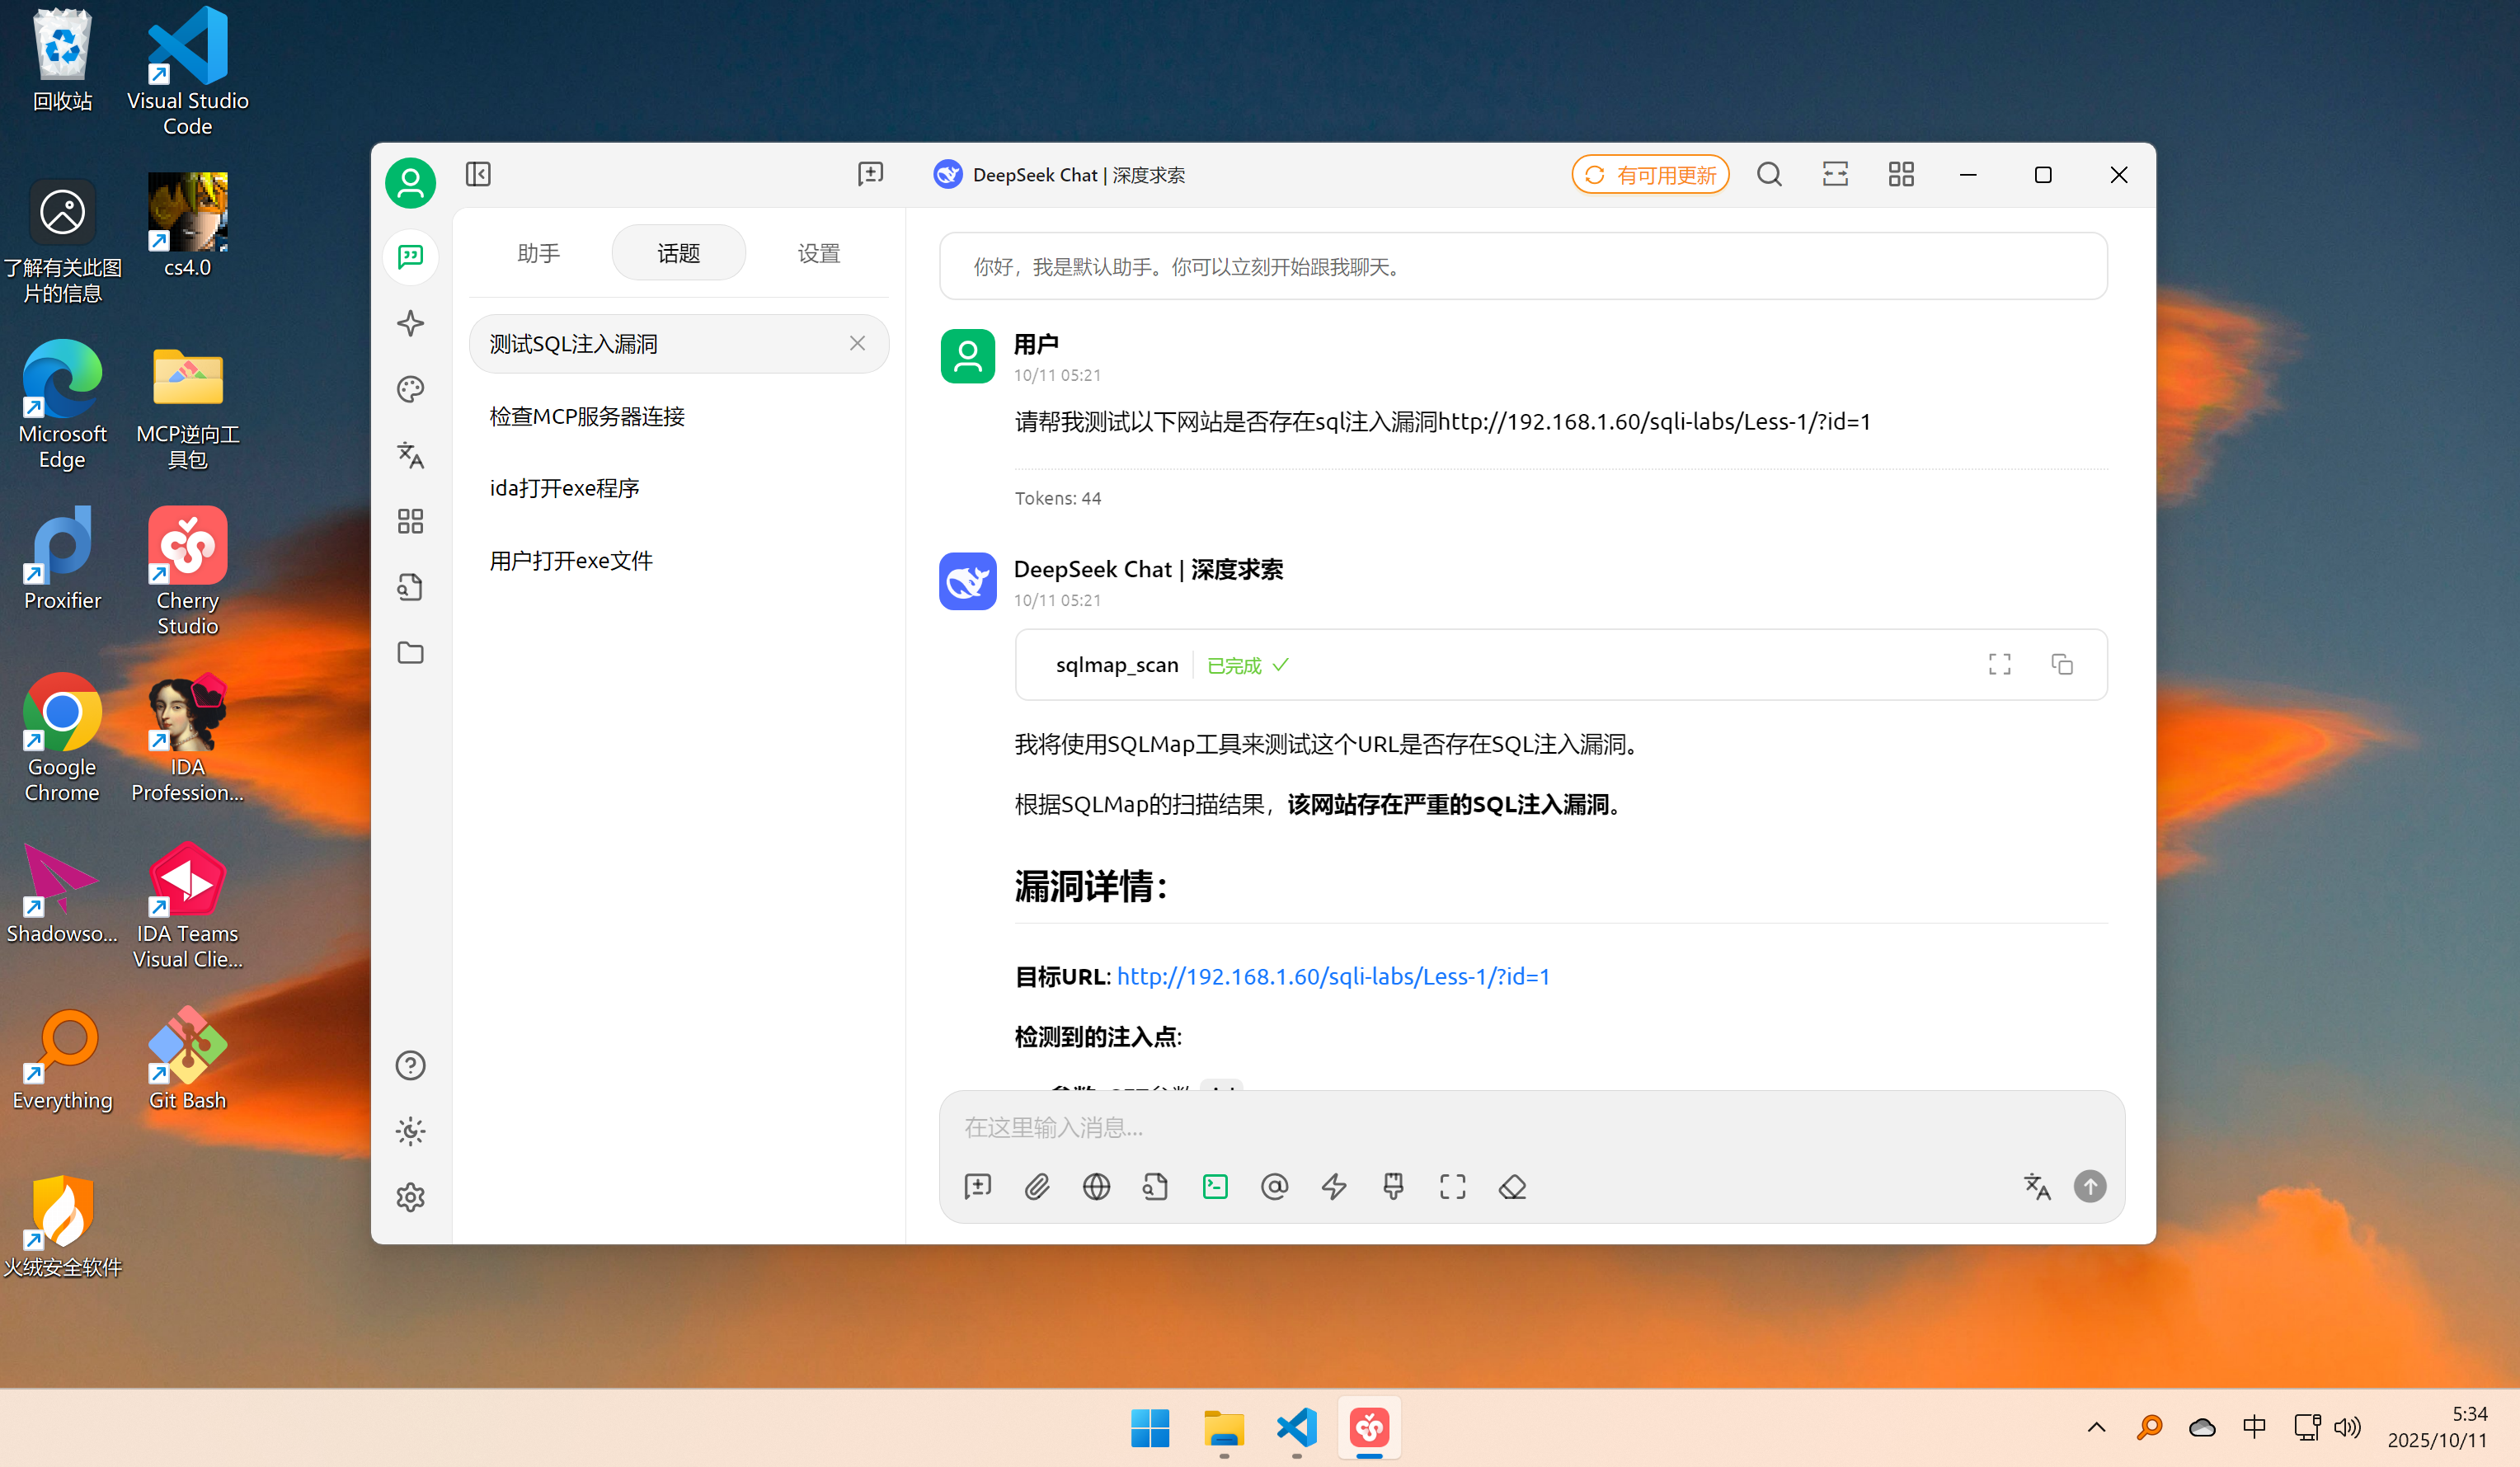 回收站
Visual Studio
Code
了解有关此图
片的信息
cs4.0
Microsoft
Edge
MCP逆向工
具包
Proxifier
Cherry
Studio
Google
Chrome
IDA
Profession...
Shadowso...
IDA Teams
Visual Clie...
Everything
Git Bash
火绒安全软件
DeepSeek Chat | 深度求索
有可用更新
助手
话题
设置
测试SQL注入漏洞
检查MCP服务器连接
ida打开exe程序
用户打开exe文件
你好，我是默认助手。你可以立刻开始跟我聊天。
用户
10/11 05:21
请帮我测试以下网站是否存在sql注入漏洞http://192.168.1.60/sqli-labs/Less-1/?id=1
Tokens: 44
DeepSeek Chat | 深度求索
10/11 05:21
sqlmap_scan
已完成
我将使用SQLMap工具来测试这个URL是否存在SQL注入漏洞。
根据SQLMap的扫描结果，该网站存在严重的SQL注入漏洞。
漏洞详情：
目标URL: http://192.168.1.60/sqli-labs/Less-1/?id=1
检测到的注入点:
在这里输入消息...
中
5:34
2025/10/11